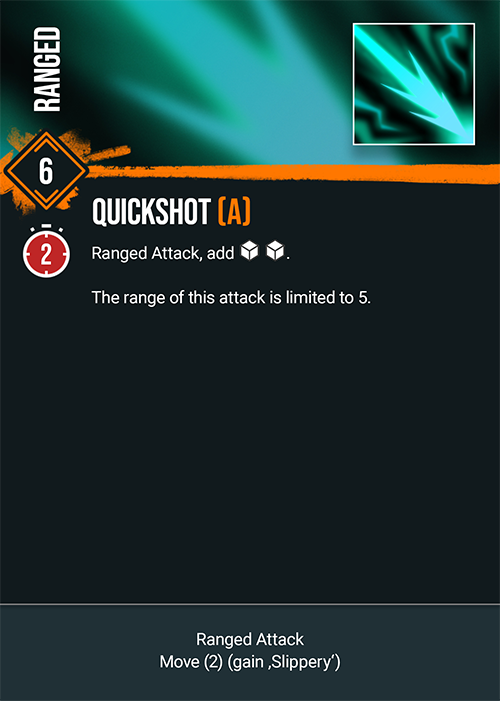 RANGED
6
QUICKSHOT (A)
2
Ranged Attack, add .
The range of this attack is limited to 5.
Ranged Attack
Move (2) (gain ‚Slippery‘)